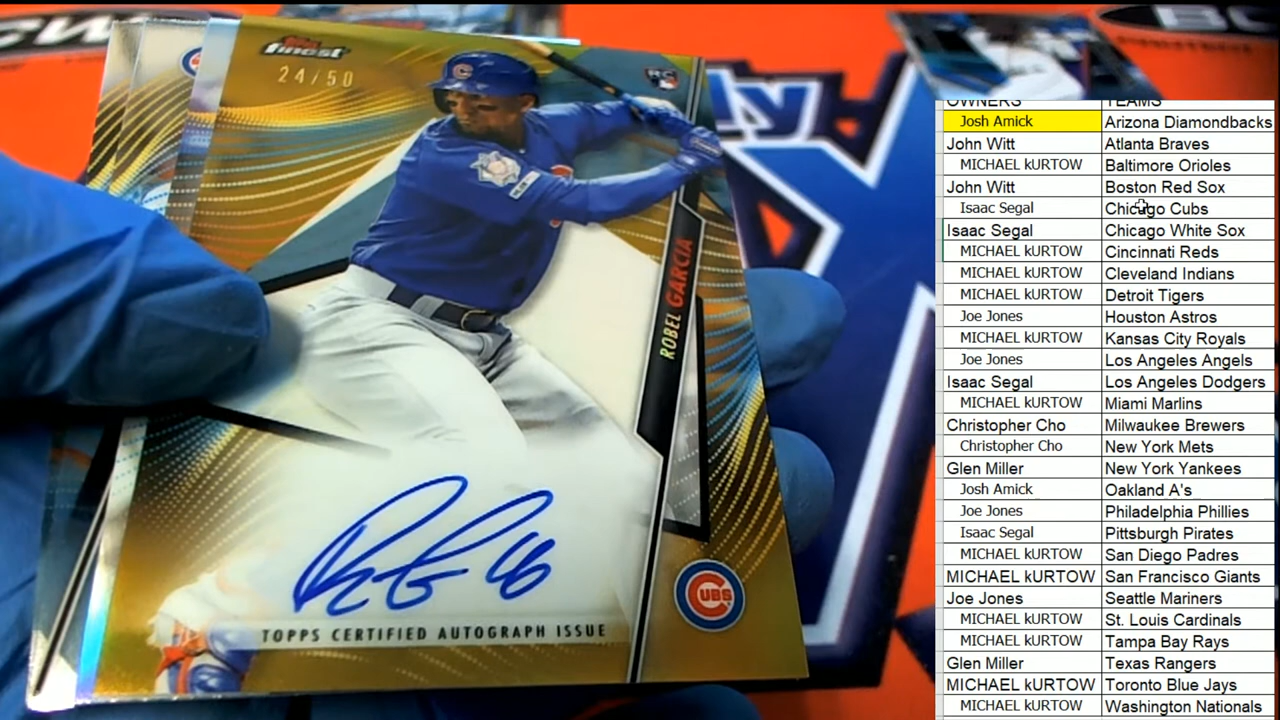 Topps
finest
24/50
RC
ROBEL GARCIA
CUBS
TOPPS CERTIFIED AUTOGRAPH ISSUE
OWNERS TEAMS
Josh Amick Arizona Diamondbacks
John Witt Atlanta Braves
MICHAEL kURTOW Baltimore Orioles
John Witt Boston Red Sox
Isaac Segal Chicago Cubs
Isaac Segal Chicago White Sox
MICHAEL kURTOW Cincinnati Reds
MICHAEL kURTOW Cleveland Indians
MICHAEL kURTOW Detroit Tigers
Joe Jones Houston Astros
MICHAEL kURTOW Kansas City Royals
Joe Jones Los Angeles Angels
Isaac Segal Los Angeles Dodgers
MICHAEL kURTOW Miami Marlins
Christopher Cho Milwaukee Brewers
Christopher Cho New York Mets
Glen Miller New York Yankees
Josh Amick Oakland A's
Joe Jones Philadelphia Phillies
Isaac Segal Pittsburgh Pirates
MICHAEL kURTOW San Diego Padres
MICHAEL kURTOW San Francisco Giants
Joe Jones Seattle Mariners
MICHAEL kURTOW St. Louis Cardinals
MICHAEL kURTOW Tampa Bay Rays
Glen Miller Texas Rangers
MICHAEL kURTOW Toronto Blue Jays
MICHAEL kURTOW Washington Nationals